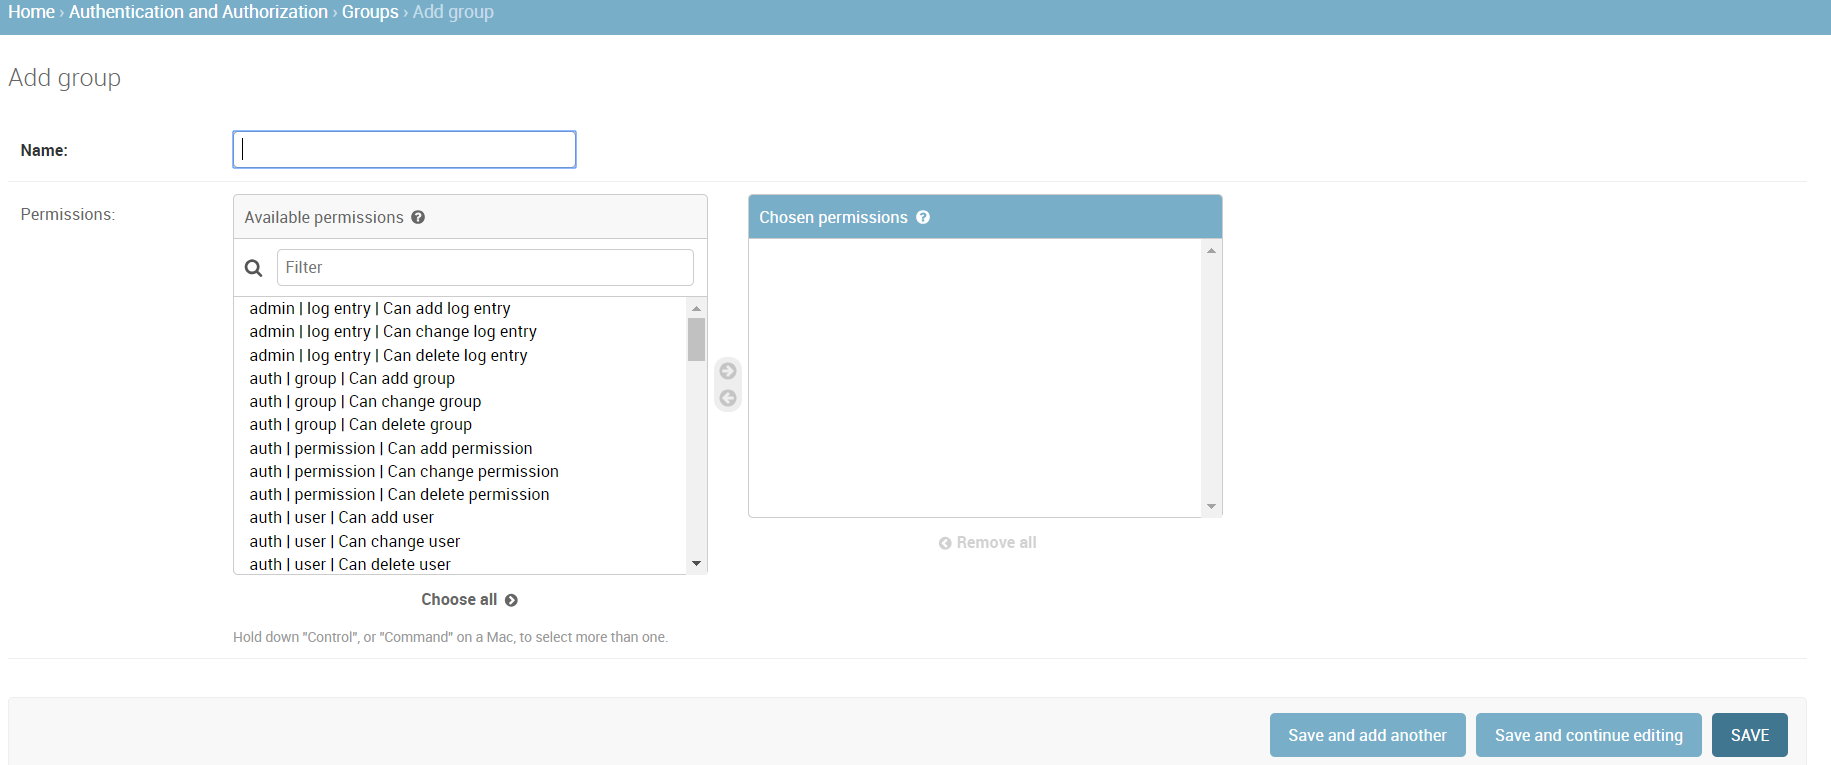 Home › Authentication and Authorization › Groups › Add group
Add group
Name:
Permissions:
Available permissions ?
Filter
admin | log entry | Can add log entry
admin | log entry | Can change log entry
admin | log entry | Can delete log entry
auth | group | Can add group
auth | group | Can change group
auth | group | Can delete group
auth | permission | Can add permission
auth | permission | Can change permission
auth | permission | Can delete permission
auth | user | Can add user
auth | user | Can change user
auth | user | Can delete user
Choose all
Hold down "Control", or "Command" on a Mac, to select more than one.
Chosen permissions ?
Remove all
Save and add another
Save and continue editing
SAVE